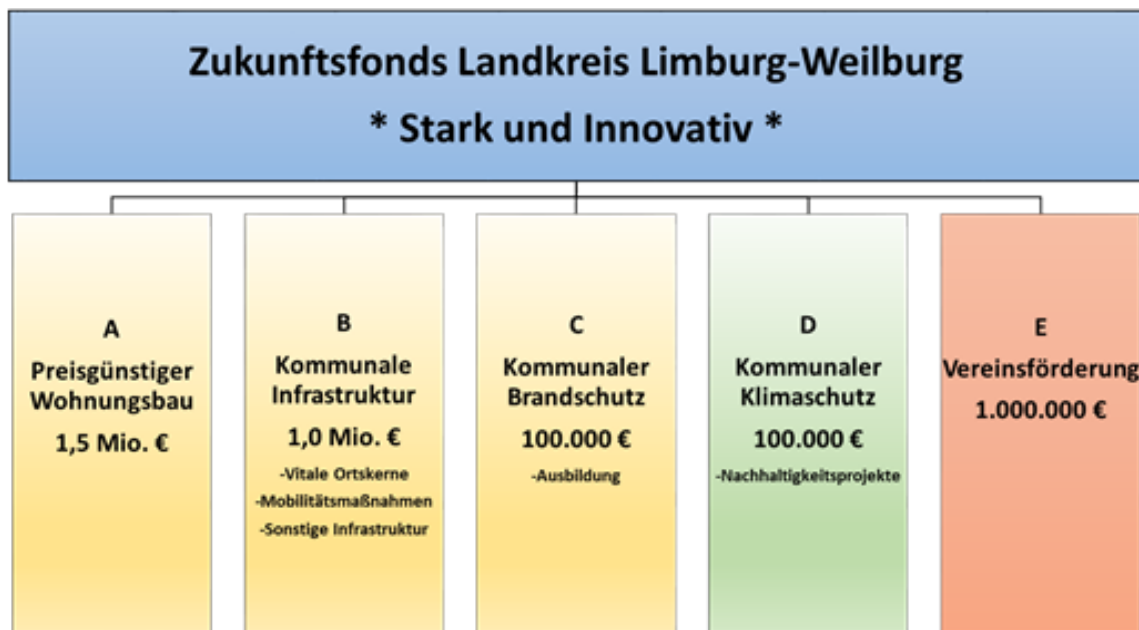 Zukunftsfonds Landkreis Limburg-Weilburg
* Stark und Innovativ *
A
Preisgünstiger
Wohnungsbau
1,5 Mio. €
B
Kommunale
Infrastruktur
1,0 Mio. €
-Vitale Ortskerne
-Mobilitätsmaßnahmen
-Sonstige Infrastruktur
C
Kommunaler
Brandschutz
100.000 €
-Ausbildung
D
Kommunaler
Klimaschutz
100.000 €
-Nachhaltigkeitsprojekte
E
Vereinsförderung
1.000.000 €